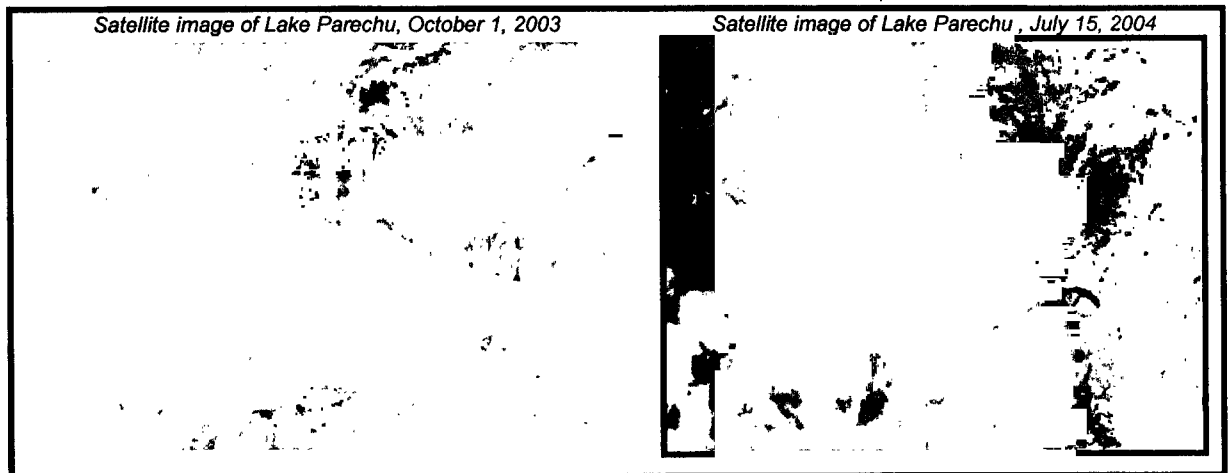 Satellite image of Lake Parechu, October 1, 2003
Satellite image of Lake Parechu , July 15, 2004